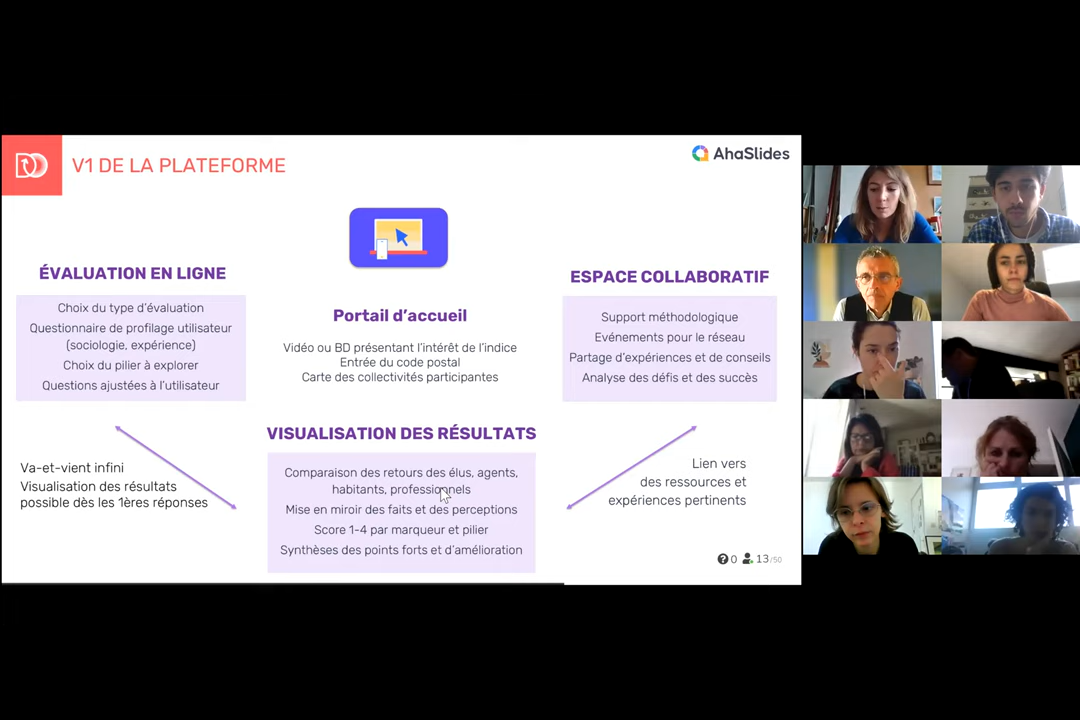 V1 DE LA PLATEFORME
AhaSlides
ÉVALUATION EN LIGNE
Choix du type d'évaluation
Questionnaire de profilage utilisateur
(sociologie, expérience)
Choix du pilier à explorer
Questions ajustées à l'utilisateur
Portail d'accueil
Vidéo ou BD présentant l'intérêt de l'indice
Entrée du code postal
Carte des collectivités participantes
ESPACE COLLABORATIF
Support méthodologique
Evénements pour le réseau
Partage d'expériences et de conseils
Analyse des défis et des succès
VISUALISATION DES RÉSULTATS
Comparaison des retours des élus, agents,
habitants, professionnels
Mise en miroir des faits et des perceptions
Score 1-4 par marqueur et pilier
Synthèses des points forts et d'amélioration
Va-et-vient infini
Visualisation des résultats
possible dès les 1ères réponses
Lien vers
des ressources et
expériences pertinents
? 0 13/50